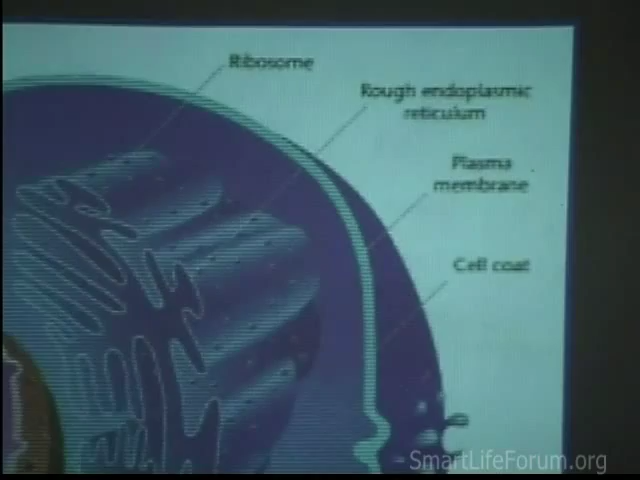 Ribosome
Rough endoplasmic
reticulum
Plasma
membrane
Cell coat
SmartLifeForum.org